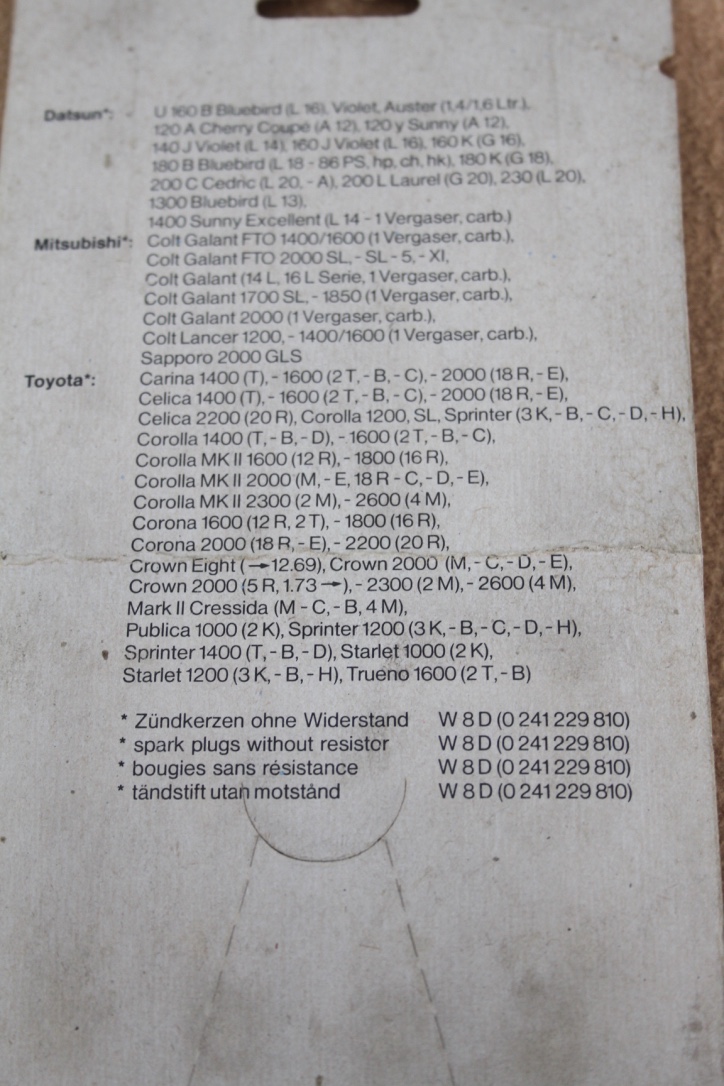 Datsun*: U 160 B Bluebird (L 16), Violet, Auster (1,4/1,6 Ltr.),
120 A Cherry Coupé (A 12), 120 y Sunny (A 12),
140 J Violet (L 14), 160 J Violet (L 16), 160 K (G 16),
180 B Bluebird (L 18 - 86 PS, hp, ch, hk), 180 K (G 18),
200 C Cedric (L 20, - A), 200 L Laurel (G 20), 230 (L 20),
1300 Bluebird (L 13),
1400 Sunny Excellent (L 14 - 1 Vergaser, carb.)
Mitsubishi*: Colt Galant FTO 1400/1600 (1 Vergaser, carb.),
Colt Galant FTO 2000 SL, - SL - 5, - XI,
Colt Galant (14 L, 16 L Serie, 1 Vergaser, carb.),
Colt Galant 1700 SL, - 1850 (1 Vergaser, carb.),
Colt Galant 2000 (1 Vergaser, carb.),
Colt Lancer 1200, - 1400/1600 (1 Vergaser, carb.),
Sapporo 2000 GLS
Toyota*: Carina 1400 (T), - 1600 (2 T, - B, - C), - 2000 (18 R, - E),
Celica 1400 (T), - 1600 (2 T, - B, - C), - 2000 (18 R, - E),
Celica 2200 (20 R), Corolla 1200, SL, Sprinter (3 K, - B, - C, - D, - H),
Corolla 1400 (T, - B, - D), - 1600 (2 T, - B, - C),
Corolla MK II 1600 (12 R), - 1800 (16 R),
Corolla MK II 2000 (M, - E, 18 R - C, - D, - E),
Corolla MK II 2300 (2 M), - 2600 (4 M),
Corona 1600 (12 R, 2 T), - 1800 (16 R),
Corona 2000 (18 R, - E), - 2200 (20 R),
Crown Eight (→12.69), Crown 2000 (M, - C, - D, - E),
Crown 2000 (5 R, 1.73 →), - 2300 (2 M), - 2600 (4 M),
Mark II Cressida (M - C, - B, 4 M),
Publica 1000 (2 K), Sprinter 1200 (3 K, - B, - C, - D, - H),
Sprinter 1400 (T, - B, - D), Starlet 1000 (2 K),
Starlet 1200 (3 K, - B, - H), Trueno 1600 (2 T, - B)
* Zündkerzen ohne Widerstand W 8 D (0 241 229 810)
* spark plugs without resistor W 8 D (0 241 229 810)
* bougies sans résistance W 8 D (0 241 229 810)
* tändstift utan motstånd W 8 D (0 241 229 810)